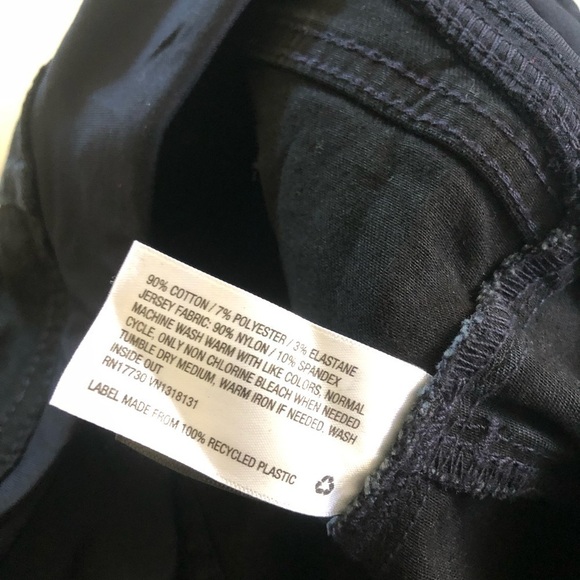 90% COTTON / 7% POLYESTER / 3% ELASTANE
JERSEY FABRIC: 90% NYLON / 10% SPANDEX
MACHINE WASH WARM WITH LIKE COLORS, NORMAL
CYCLE. ONLY NON CHLORINE BLEACH WHEN NEEDED
TUMBLE DRY MEDIUM, WARM IRON IF NEEDED. WASH
INSIDE OUT
RN17730 VN1318131
LABEL MADE FROM 100% RECYCLED PLASTIC